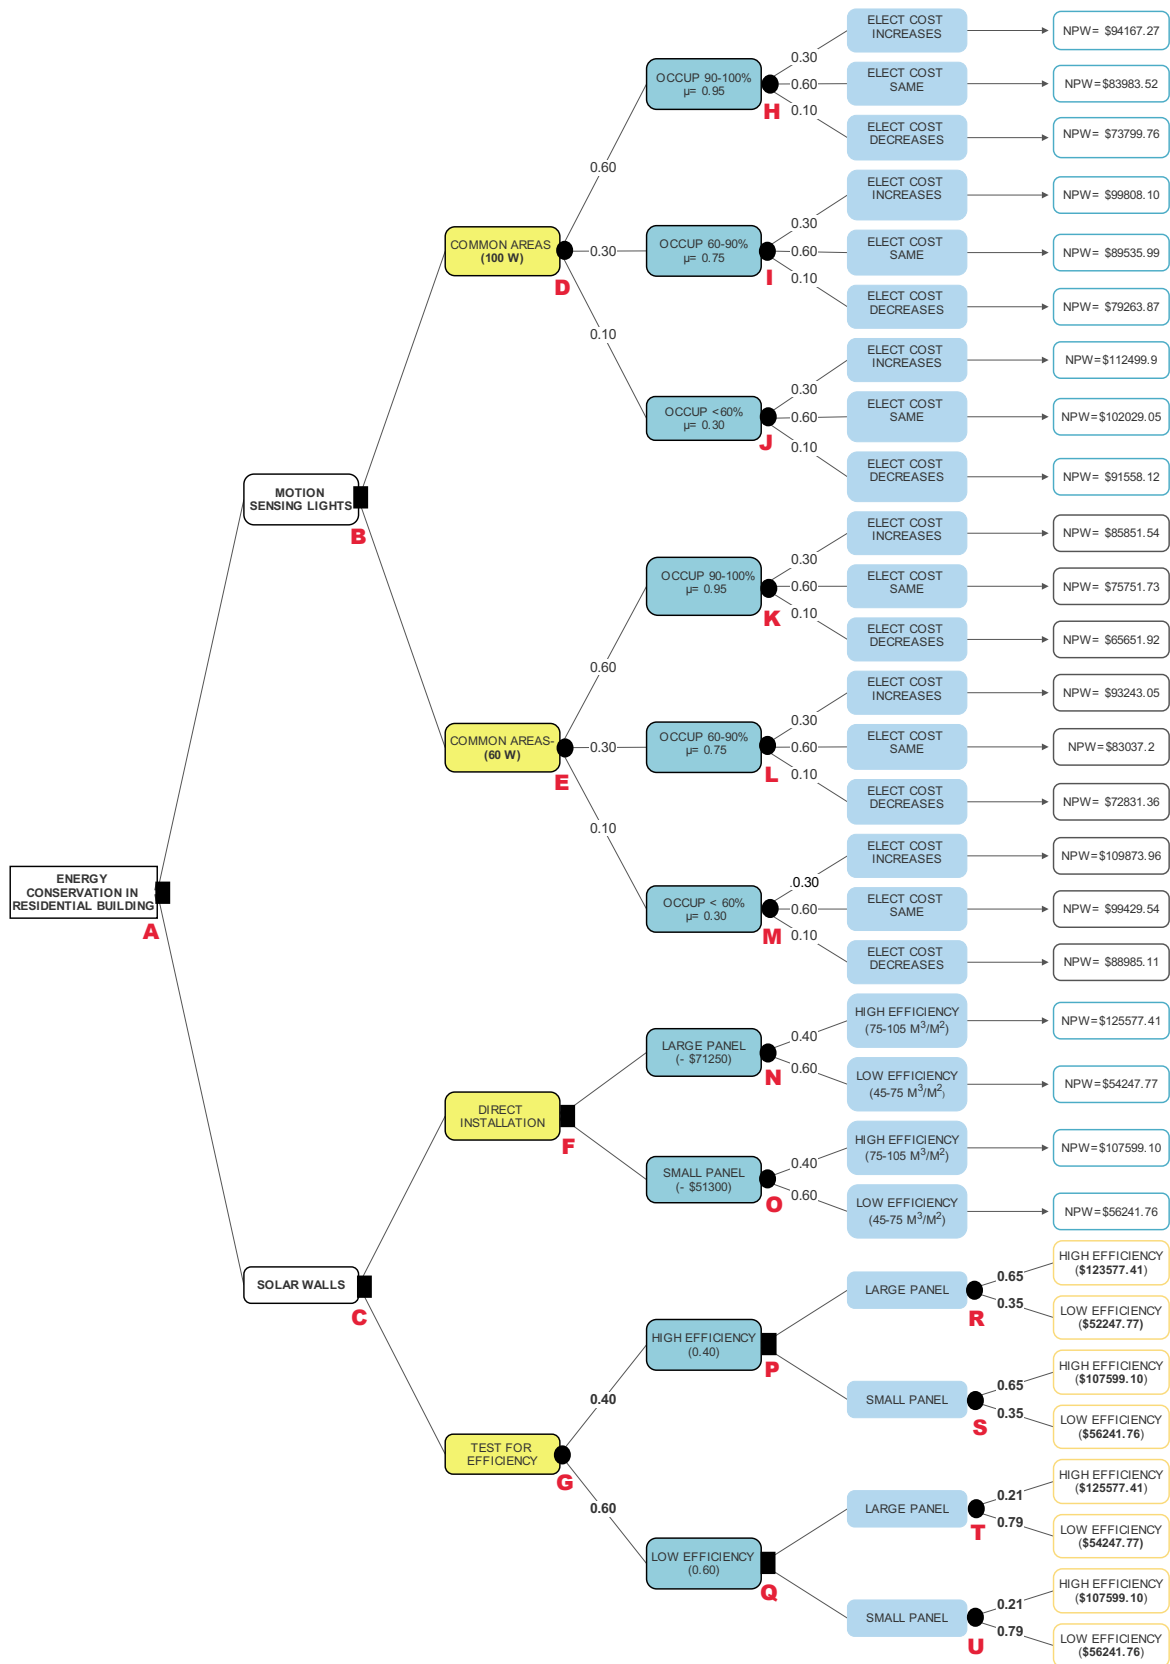 ELECT COST
INCREASES
NPW= $94167.27
0.30
OCCUP 90-100%
µ= 0.95
H
0.60
ELECT COST
SAME
NPW=$83983.52
0.10
ELECT COST
DECREASES
NPW= $73799.76
0.60
ELECT COST
INCREASES
NPW= $99808.10
0.30
COMMON AREAS
(100 W)
D
0.30
OCCUP 60-90%
µ= 0.75
I
0.60
ELECT COST
SAME
NPW= $89535.99
0.10
ELECT COST
DECREASES
NPW= $79263.87
0.10
ELECT COST
INCREASES
NPW=$112499.9
0.30
OCCUP <60%
µ= 0.30
J
0.60
ELECT COST
SAME
NPW= $102029.05
0.10
ELECT COST
DECREASES
NPW= $91558.12
MOTION
SENSING LIGHTS
B
ELECT COST
INCREASES
NPW= $85851.54
0.30
OCCUP 90-100%
µ= 0.95
K
0.60
ELECT COST
SAME
NPW= $75751.73
0.10
ELECT COST
DECREASES
NPW= $65651.92
0.60
ELECT COST
INCREASES
NPW= $93243.05
0.30
COMMON AREAS-
(60 W)
E
0.30
OCCUP 60-90%
µ= 0.75
L
0.60
ELECT COST
SAME
NPW= $83037.2
0.10
ELECT COST
DECREASES
NPW= $72831.36
0.10
ELECT COST
INCREASES
NPW=$109873.96
.0.30
OCCUP < 60%
µ= 0.30
M
0.60
ELECT COST
SAME
NPW= $99429.54
0.10
ELECT COST
DECREASES
NPW= $88985.11
ENERGY
CONSERVATION IN
RESIDENTIAL BUILDING
A
HIGH EFFICIENCY
(75-105 M³/M²)
NPW=$125577.41
0.40
LARGE PANEL
(- $71250)
N
0.60
LOW EFFICIENCY
(45-75 M³/M²)
NPW= $54247.77
DIRECT
INSTALLATION
F
HIGH EFFICIENCY
(75-105 M³/M²)
NPW=$107599.10
0.40
SMALL PANEL
(- $51300)
O
0.60
LOW EFFICIENCY
(45-75 M³/M²)
NPW=$56241.76
SOLAR WALLS
C
HIGH EFFICIENCY
($123577.41)
0.65
LARGE PANEL
R
0.35
LOW EFFICIENCY
($52247.77)
HIGH EFFICIENCY
(0.40)
P
HIGH EFFICIENCY
($107599.10)
0.65
SMALL PANEL
S
0.35
LOW EFFICIENCY
($56241.76)
0.40
TEST FOR
EFFICIENCY
G
0.60
HIGH EFFICIENCY
($125577.41)
0.21
LARGE PANEL
T
0.79
LOW EFFICIENCY
($54247.77)
LOW EFFICIENCY
(0.60)
Q
HIGH EFFICIENCY
($107599.10)
0.21
SMALL PANEL
U
0.79
LOW EFFICIENCY
($56241.76)